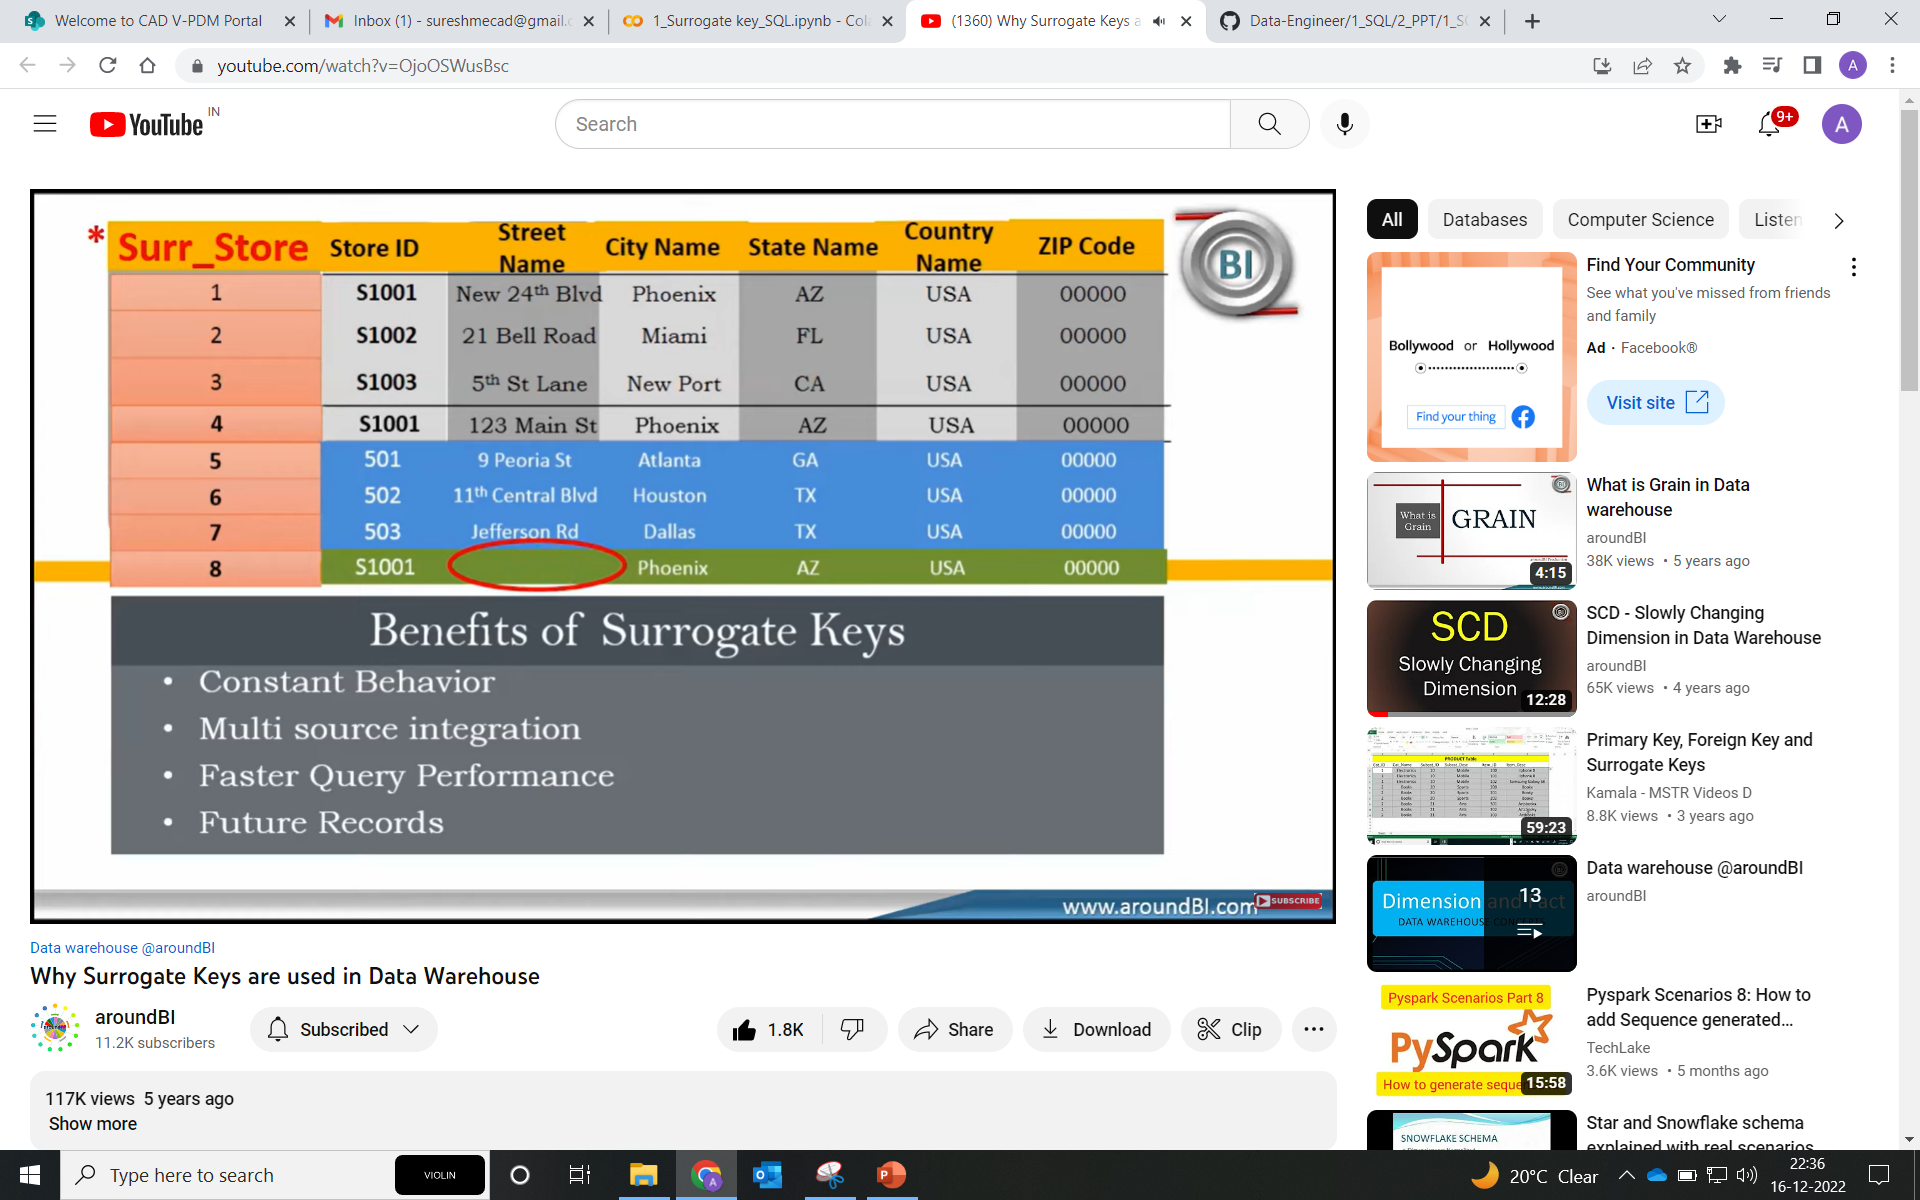 Welcome to CAD V-PDM Portal
Inbox (1) - sureshmecad@gmail.c
1_Surrogate key_SQL.ipynb - Col
(1360) Why Surrogate Keys a
Data-Engineer/1_SQL/2_PPT/1_S
youtube.com/watch?v=OjoOSWusBsc
A
YouTube IN
Search
9+
A
* Surr_Store Store ID Street Name City Name State Name Country Name ZIP Code
1 S1001 New 24th Blvd Phoenix AZ USA 00000
2 S1002 21 Bell Road Miami FL USA 00000
3 S1003 5th St Lane New Port CA USA 00000
4 S1001 123 Main St Phoenix AZ USA 00000
5 501 9 Peoria St Atlanta GA USA 00000
6 502 11th Central Blvd Houston TX USA 00000
7 503 Jefferson Rd Dallas TX USA 00000
8 S1001 Phoenix AZ USA 00000
BI
Benefits of Surrogate Keys
• Constant Behavior
• Multi source integration
• Faster Query Performance
• Future Records
www.aroundBI.com
SUBSCRIBE
Data warehouse @aroundBI
Why Surrogate Keys are used in Data Warehouse
aroundBI
11.2K subscribers
Subscribed
1.8K
Share
Download
Clip
117K views 5 years ago
Show more
All
Databases
Computer Science
Listen
Bollywood or Hollywood
Find your thing
Find Your Community
See what you've missed from friends
and family
Ad · Facebook®
Visit site
What is
Grain
GRAIN
4:15
What is Grain in Data
warehouse
aroundBI
38K views • 5 years ago
SCD
Slowly Changing
Dimension
12:28
SCD - Slowly Changing
Dimension in Data Warehouse
aroundBI
65K views • 4 years ago
PRODUCT Table
59:23
Primary Key, Foreign Key and
Surrogate Keys
Kamala - MSTR Videos D
8.8K views • 3 years ago
Dimension and Fact
13
Data warehouse @aroundBI
aroundBI
Pyspark Scenarios Part 8
PySpark
How to generate seque
15:58
Pyspark Scenarios 8: How to
add Sequence generated…
TechLake
3.6K views • 5 months ago
SNOWFLAKE SCHEMA
Star and Snowflake schema
explained with real scenarios
Type here to search
VIOLIN
A
P
20°C Clear
22:36
16-12-2022